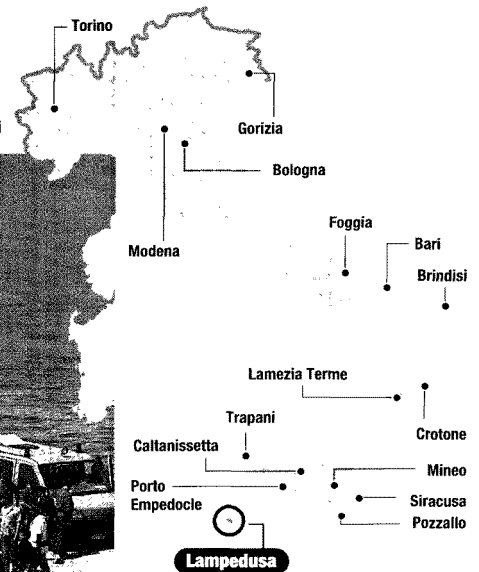 Torino
Gorizia
Bologna
Modena
Foggia
Bari
Brindisi
Lamezia Terme
Trapani
Crotone
Caltanissetta
Mineo
Porto
Empedocle
Siracusa
Pozzallo
Lampedusa